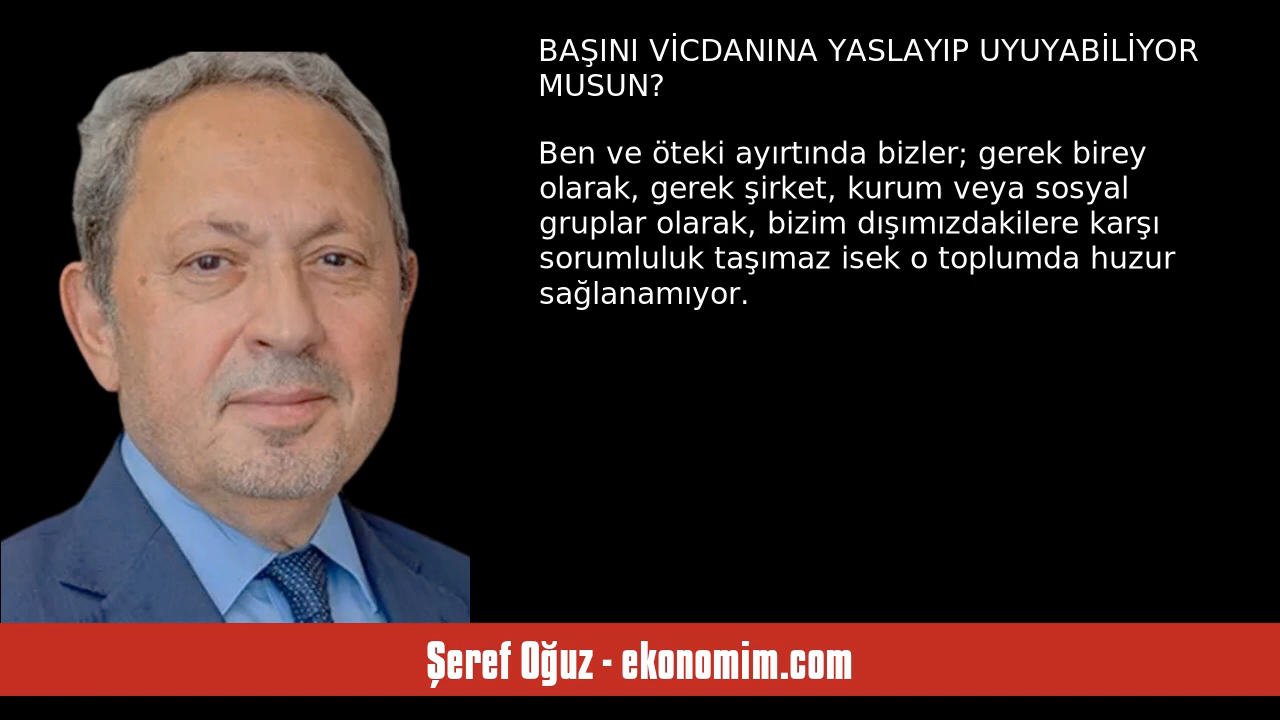 BAŞINI VİCDANINA YASLAYIP UYUYABİLİYOR
MUSUN?
Ben ve öteki ayırtında bizler; gerek birey
olarak, gerek şirket, kurum veya sosyal
gruplar olarak, bizim dışımızdakilere karşı
sorumluluk taşımaz isek o toplumda huzur
sağlanamıyor.
Şeref Oğuz - ekonomim.com